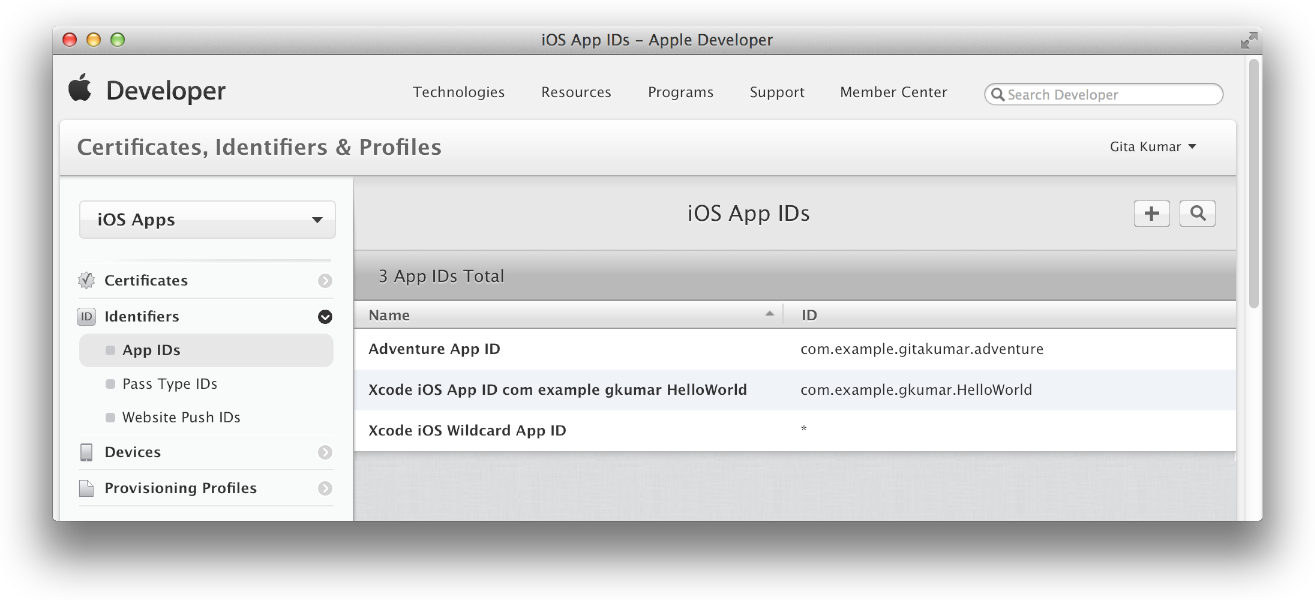 iOS App IDs – Apple Developer
Developer
Technologies Resources Programs Support Member Center Search Developer
Certificates, Identifiers & Profiles Gita Kumar
iOS Apps
iOS App IDs
3 App IDs Total
Certificates
Name ID
ID Identifiers
Adventure App ID com.example.gitakumar.adventure
App IDs
Pass Type IDs
Xcode iOS App ID com example gkumar HelloWorld com.example.gkumar.HelloWorld
Website Push IDs
Xcode iOS Wildcard App ID *
Devices
Provisioning Profiles